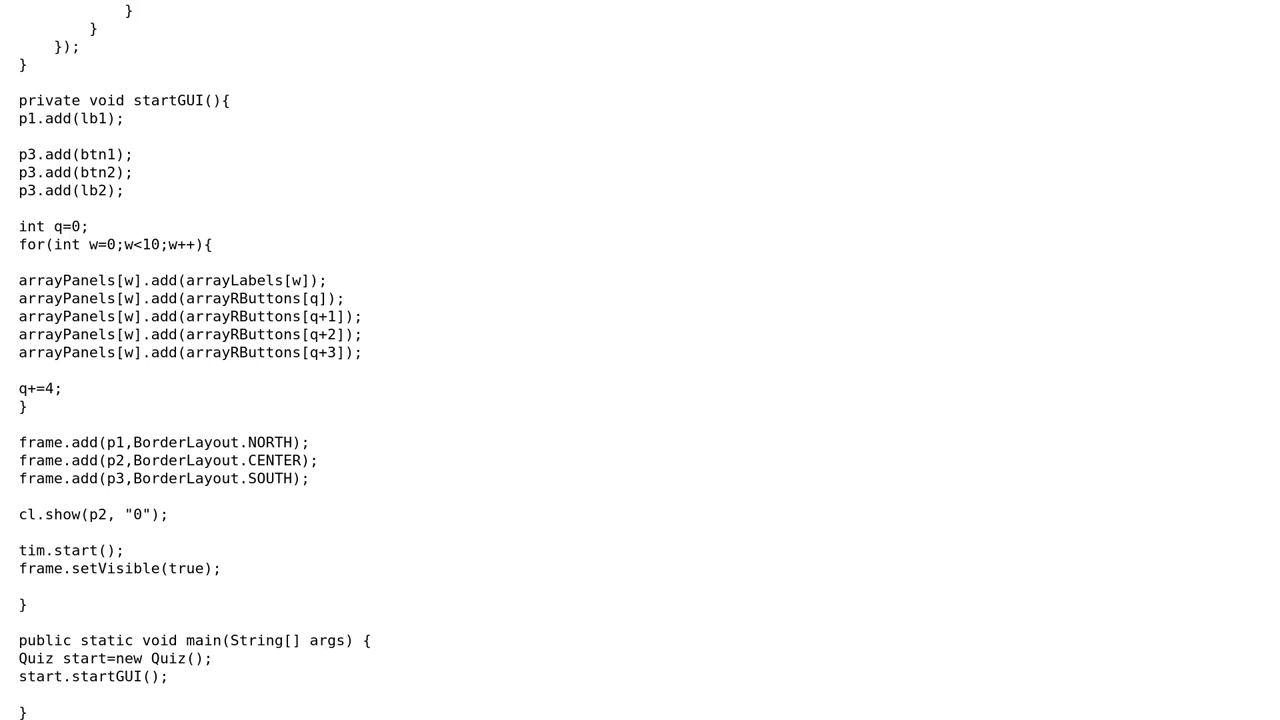 }
}
});
}
private void startGUI(){
p1.add(lb1);
p3.add(btn1);
p3.add(btn2);
p3.add(lb2);
int q=0;
for(int w=0;w<10;w++){
arrayPanels[w].add(arrayLabels[w]);
arrayPanels[w].add(arrayRButtons[q]);
arrayPanels[w].add(arrayRButtons[q+1]);
arrayPanels[w].add(arrayRButtons[q+2]);
arrayPanels[w].add(arrayRButtons[q+3]);
q+=4;
}
frame.add(p1,BorderLayout.NORTH);
frame.add(p2,BorderLayout.CENTER);
frame.add(p3,BorderLayout.SOUTH);
cl.show(p2, "0");
tim.start();
frame.setVisible(true);
}
public static void main(String[] args) {
Quiz start=new Quiz();
start.startGUI();
}